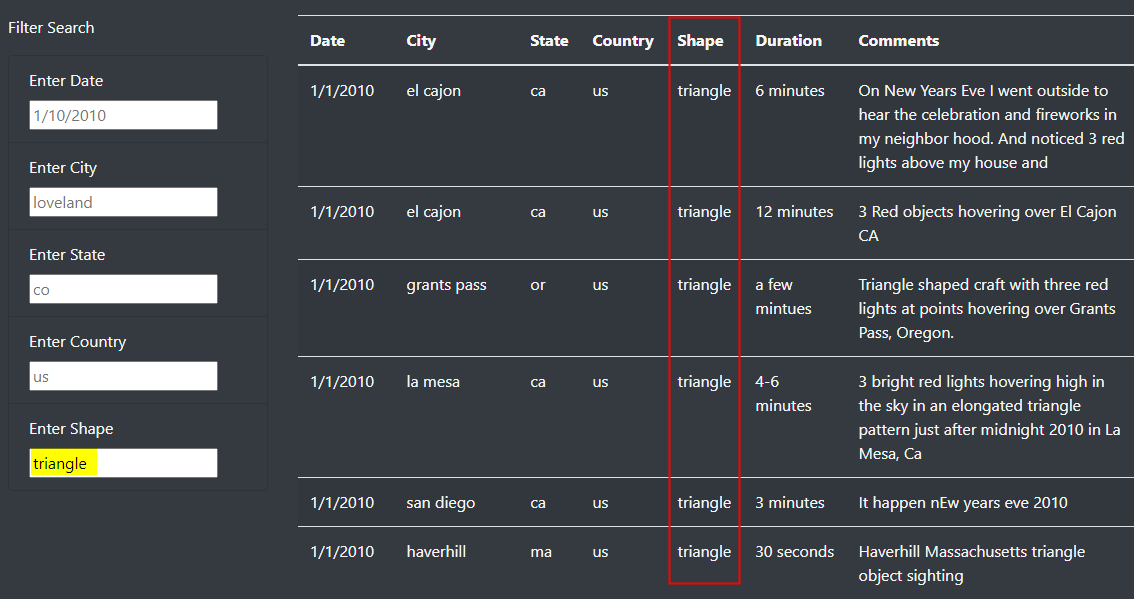 Filter Search
Enter Date
1/10/2010
Enter City
loveland
Enter State
co
Enter Country
us
Enter Shape
triangle
Date City State Country Shape Duration Comments
1/1/2010 el cajon ca us triangle 6 minutes On New Years Eve I went outside to
hear the celebration and fireworks in
my neighbor hood. And noticed 3 red
lights above my house and
1/1/2010 el cajon ca us triangle 12 minutes 3 Red objects hovering over El Cajon
CA
1/1/2010 grants pass or us triangle a few Triangle shaped craft with three red
mintues lights at points hovering over Grants
Pass, Oregon.
1/1/2010 la mesa ca us triangle 4-6 3 bright red lights hovering high in
minutes the sky in an elongated triangle
pattern just after midnight 2010 in La
Mesa, Ca
1/1/2010 san diego ca us triangle 3 minutes It happen nEw years eve 2010
1/1/2010 haverhill ma us triangle 30 seconds Haverhill Massachusetts triangle
object sighting